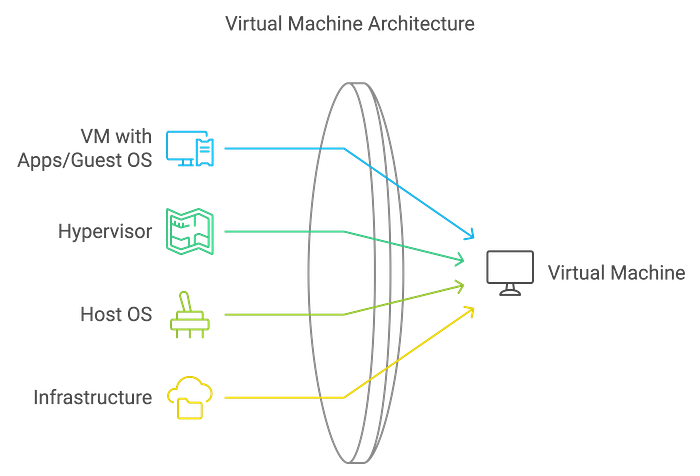 Virtual Machine Architecture
VM with
Apps/Guest OS
Hypervisor
Host OS
Infrastructure
Virtual Machine